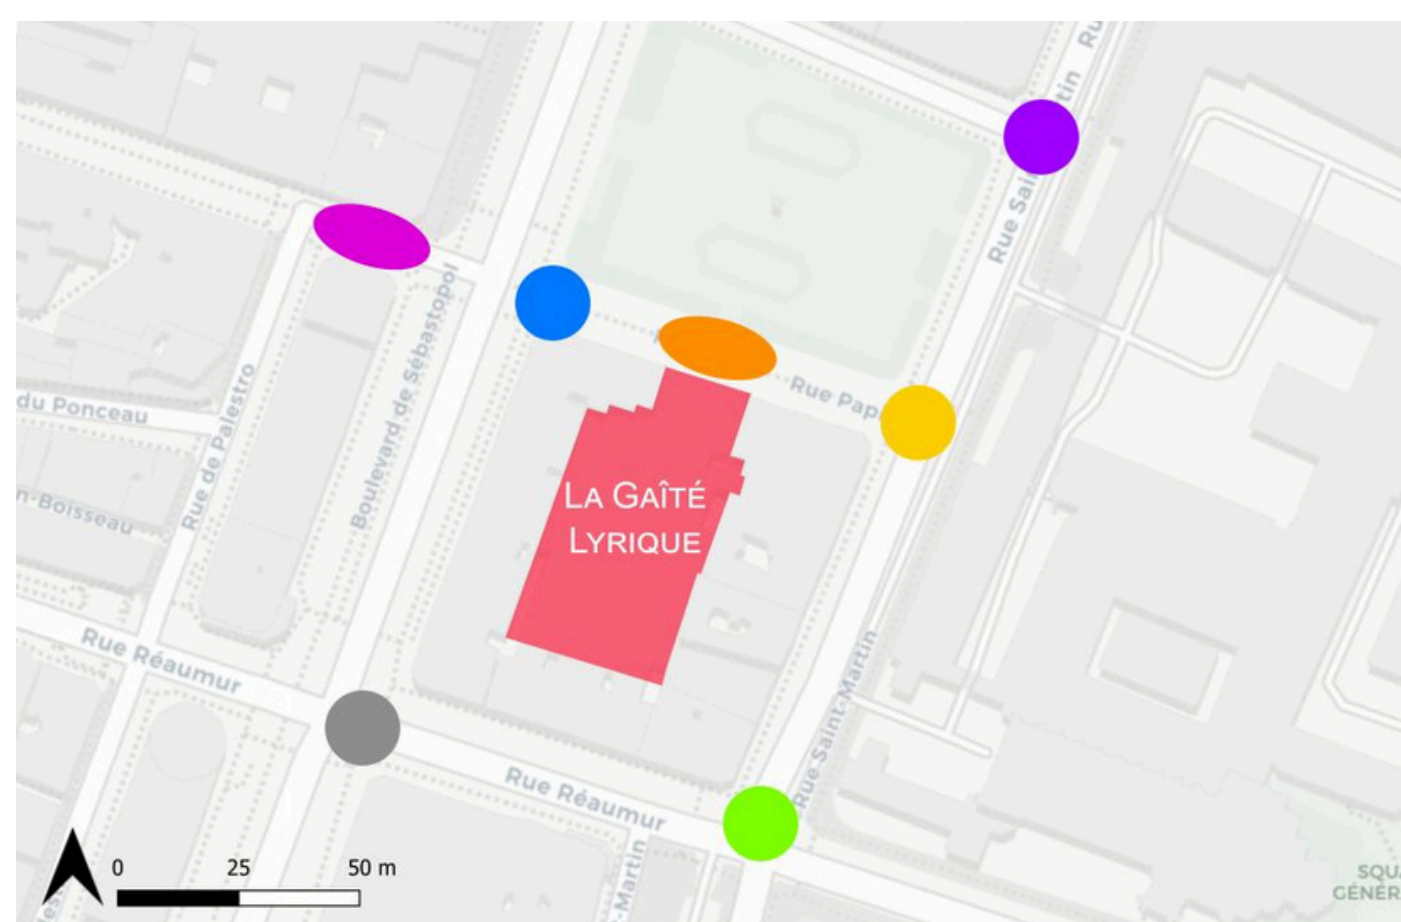 Ru
Rue Sai
tin
Boulevard de Sébastopol
Rue Pap
du Ponceau
Rue de Palestro
n-Boisseau
LA GAÎTÉ
LYRIQUE
Rue Réaumur
Rue Saint-Martin
Rue Réaumur
-Martin
0 25 50 m
les
SQU
GÉNÉR